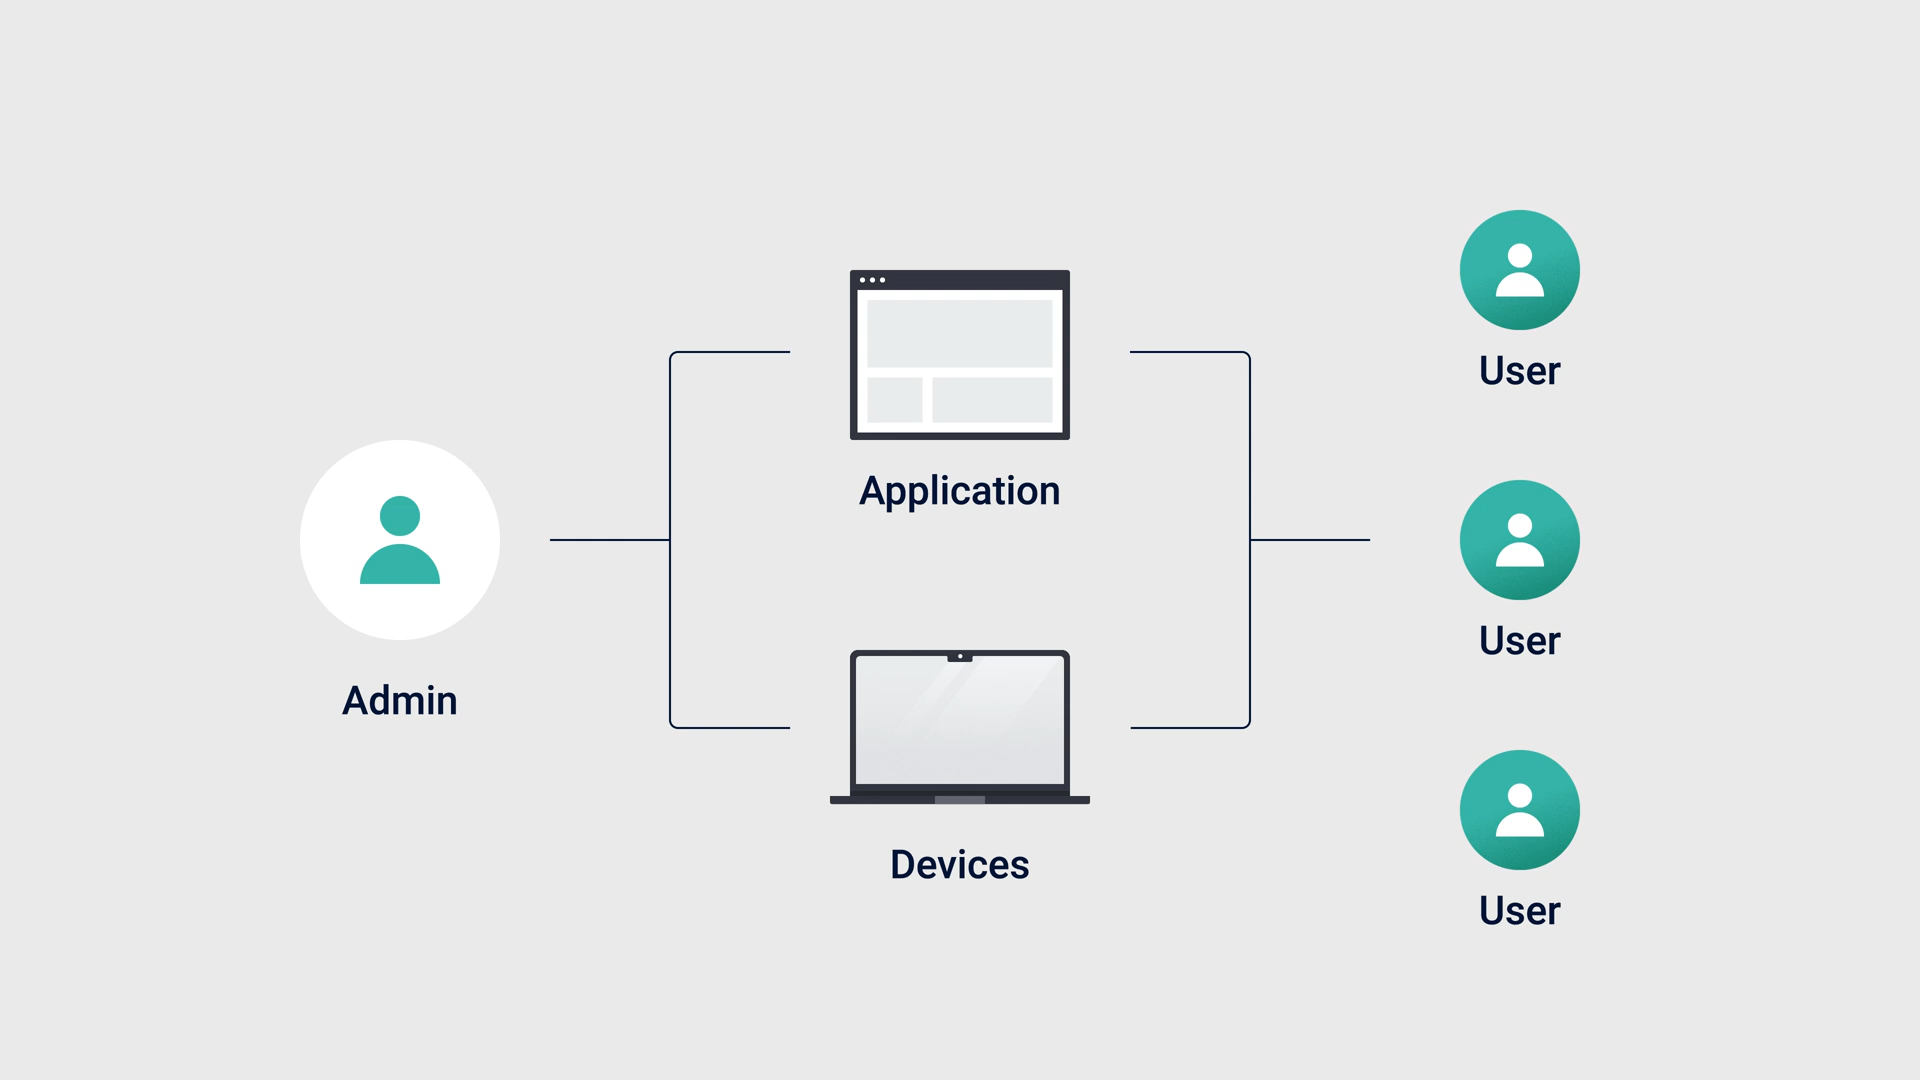 Admin
Application
Devices
User
User
User